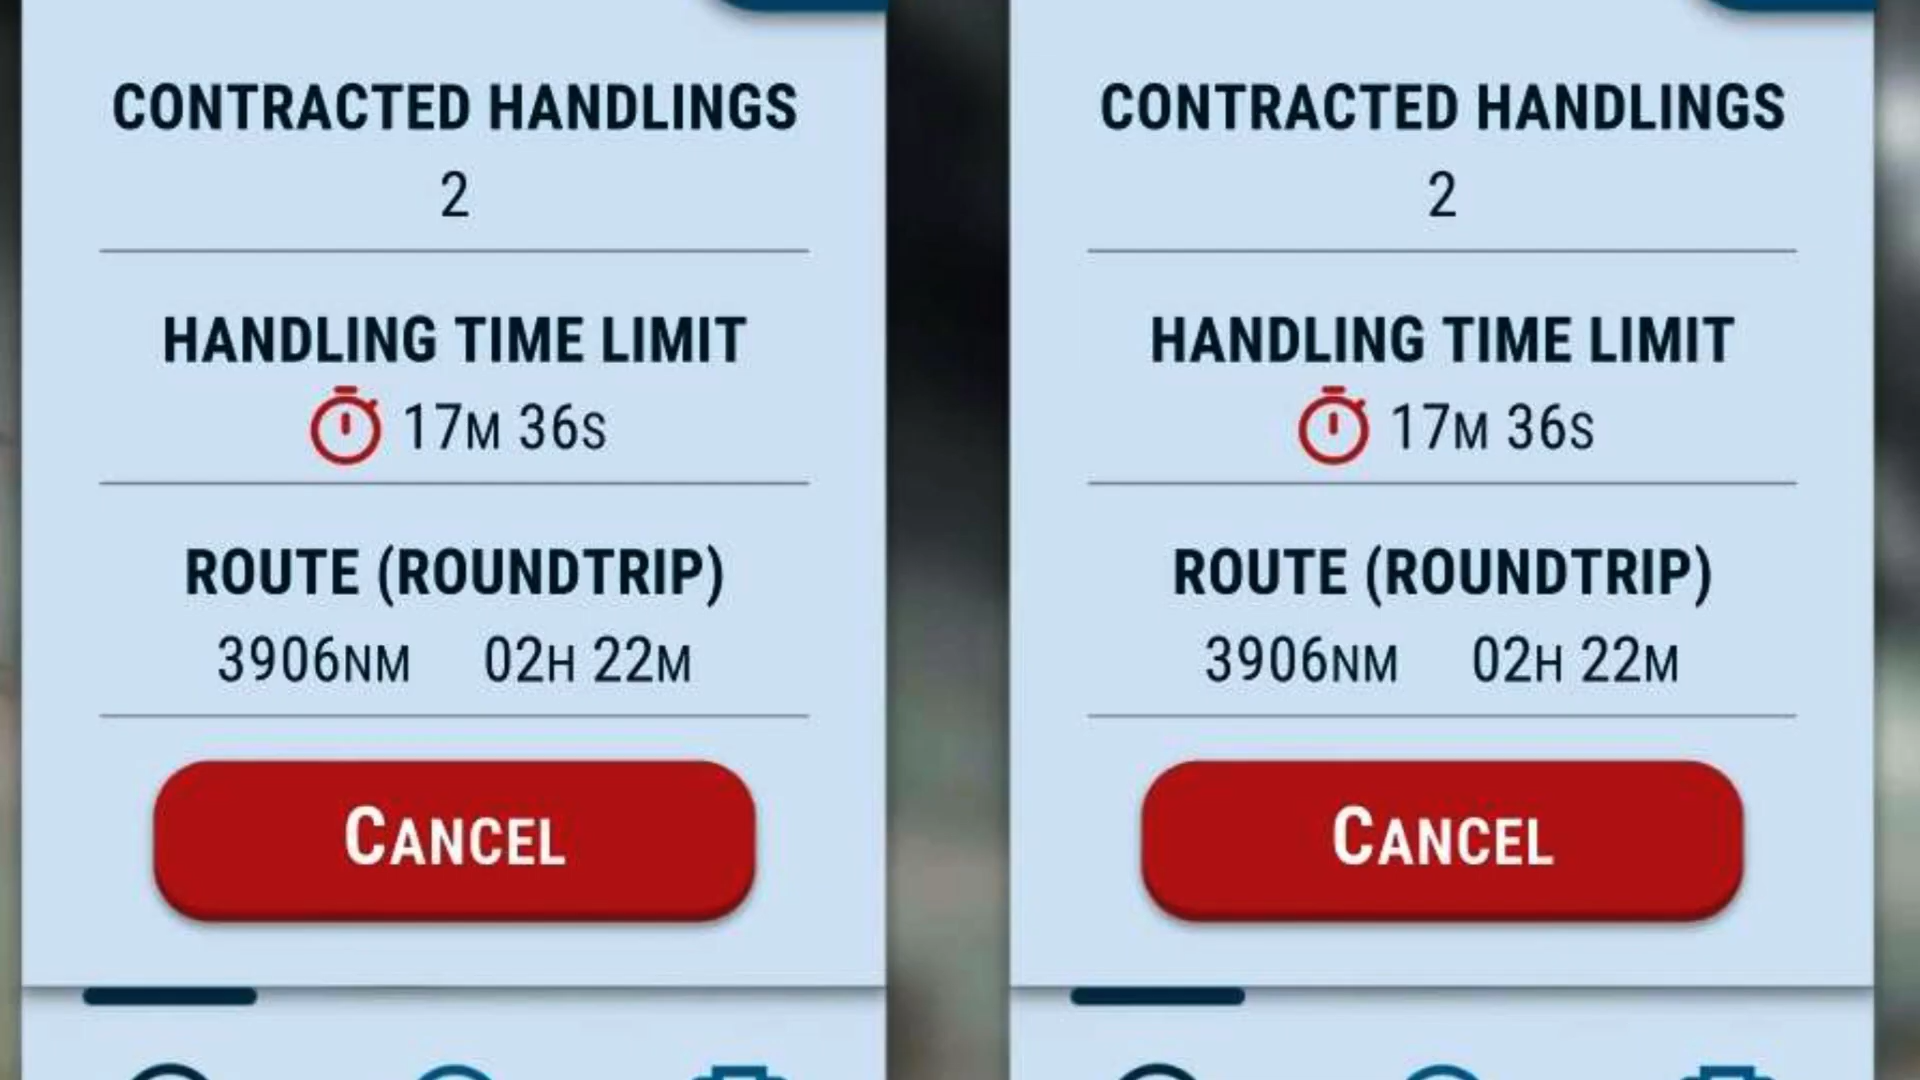 CONTRACTED HANDLINGS
2
HANDLING TIME LIMIT
17M 36S
ROUTE (ROUNDTRIP)
3906NM 02H 22M
CANCEL
CONTRACTED HANDLINGS
2
HANDLING TIME LIMIT
17M 36S
ROUTE (ROUNDTRIP)
3906NM 02H 22M
CANCEL